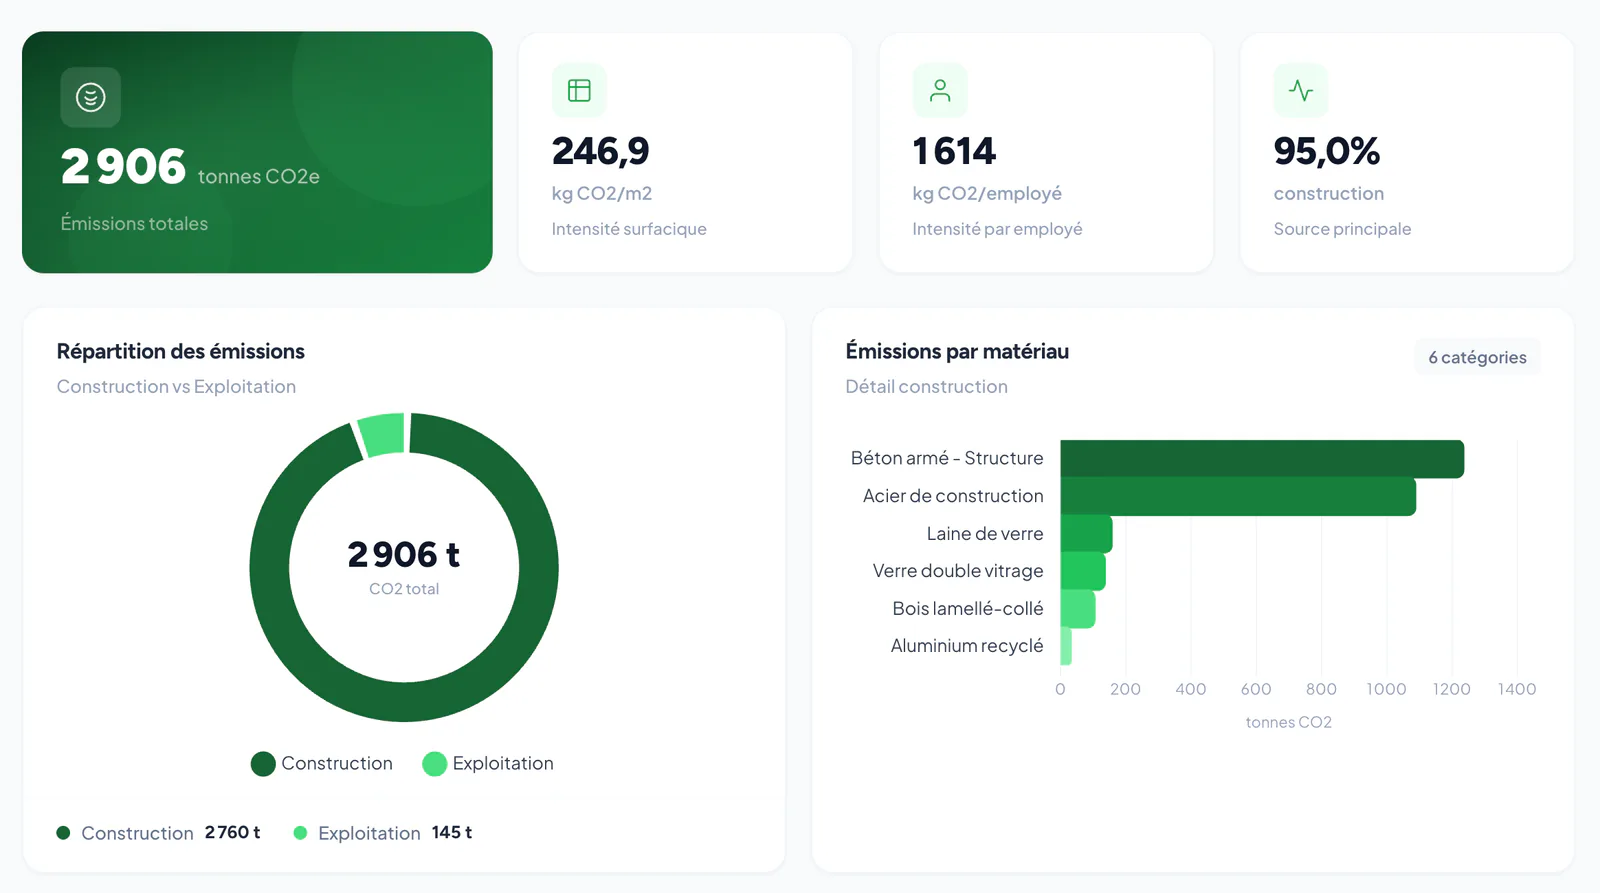 2 906 tonnes CO2e
Émissions totales
246,9
kg CO2/m2
Intensité surfacique
1 614
kg CO2/employé
Intensité par employé
95,0%
construction
Source principale
Répartition des émissions
Construction vs Exploitation
2 906 t
CO2 total
Construction
Exploitation
Construction 2 760 t
Exploitation 145 t
Émissions par matériau
Détail construction
6 catégories
Béton armé - Structure
Acier de construction
Laine de verre
Verre double vitrage
Bois lamellé-collé
Aluminium recyclé
0 200 400 600 800 1000 1200 1400
tonnes CO2